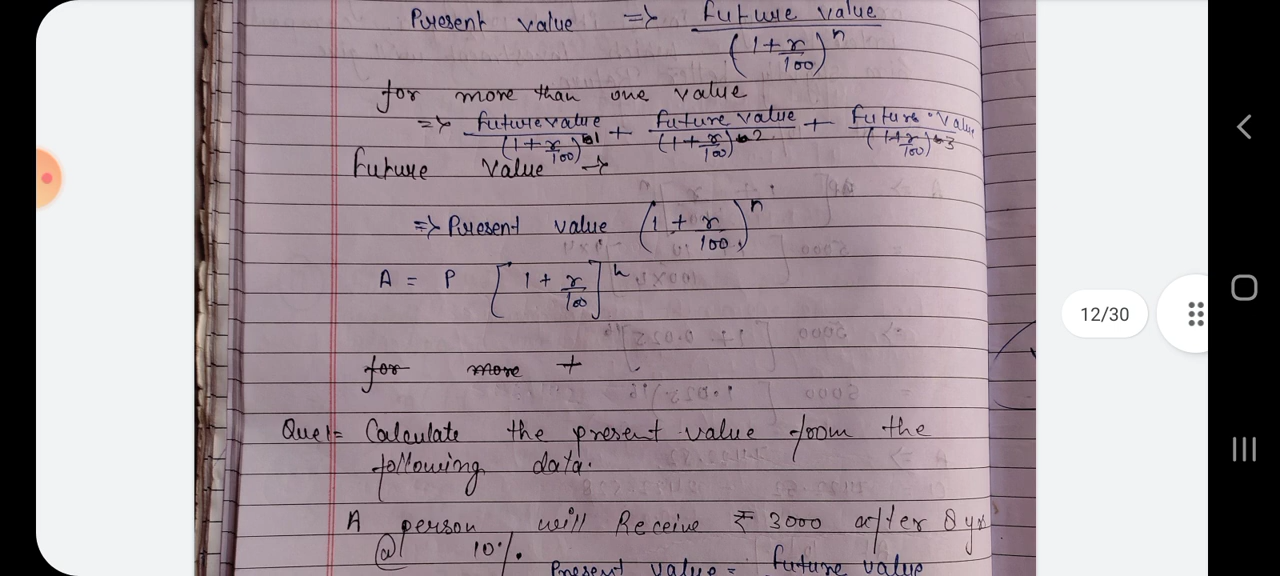 Present value => Future value
(1+r/100)^n
for more than one value
=> Future value/(1+r/100)^1 + Future value/(1+r/100)^2 + Future value/(1+r/100)^3
Future Value ->
=> Present value (1+r/100)^n
A = P [1+r/100]^n
for more +
Que1= Calculate the present value from the
following data.
A person will Receive ₹ 3000 after 8 yr
@ 10%.
Present value = Future value
12/30